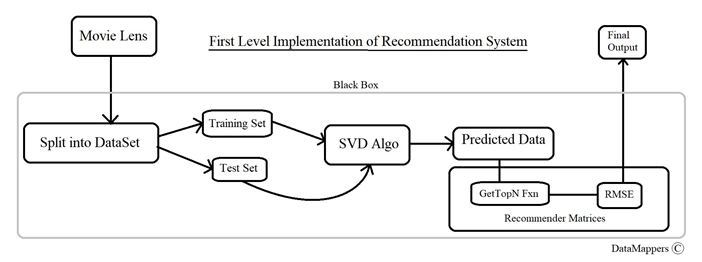 Movie Lens
First Level Implementation of Recommendation System
Final
Output
Black Box
Split into DataSet
Training Set
Test Set
SVD Algo
Predicted Data
GetTopN Fxn
RMSE
Recommender Matrices
DataMappers ©